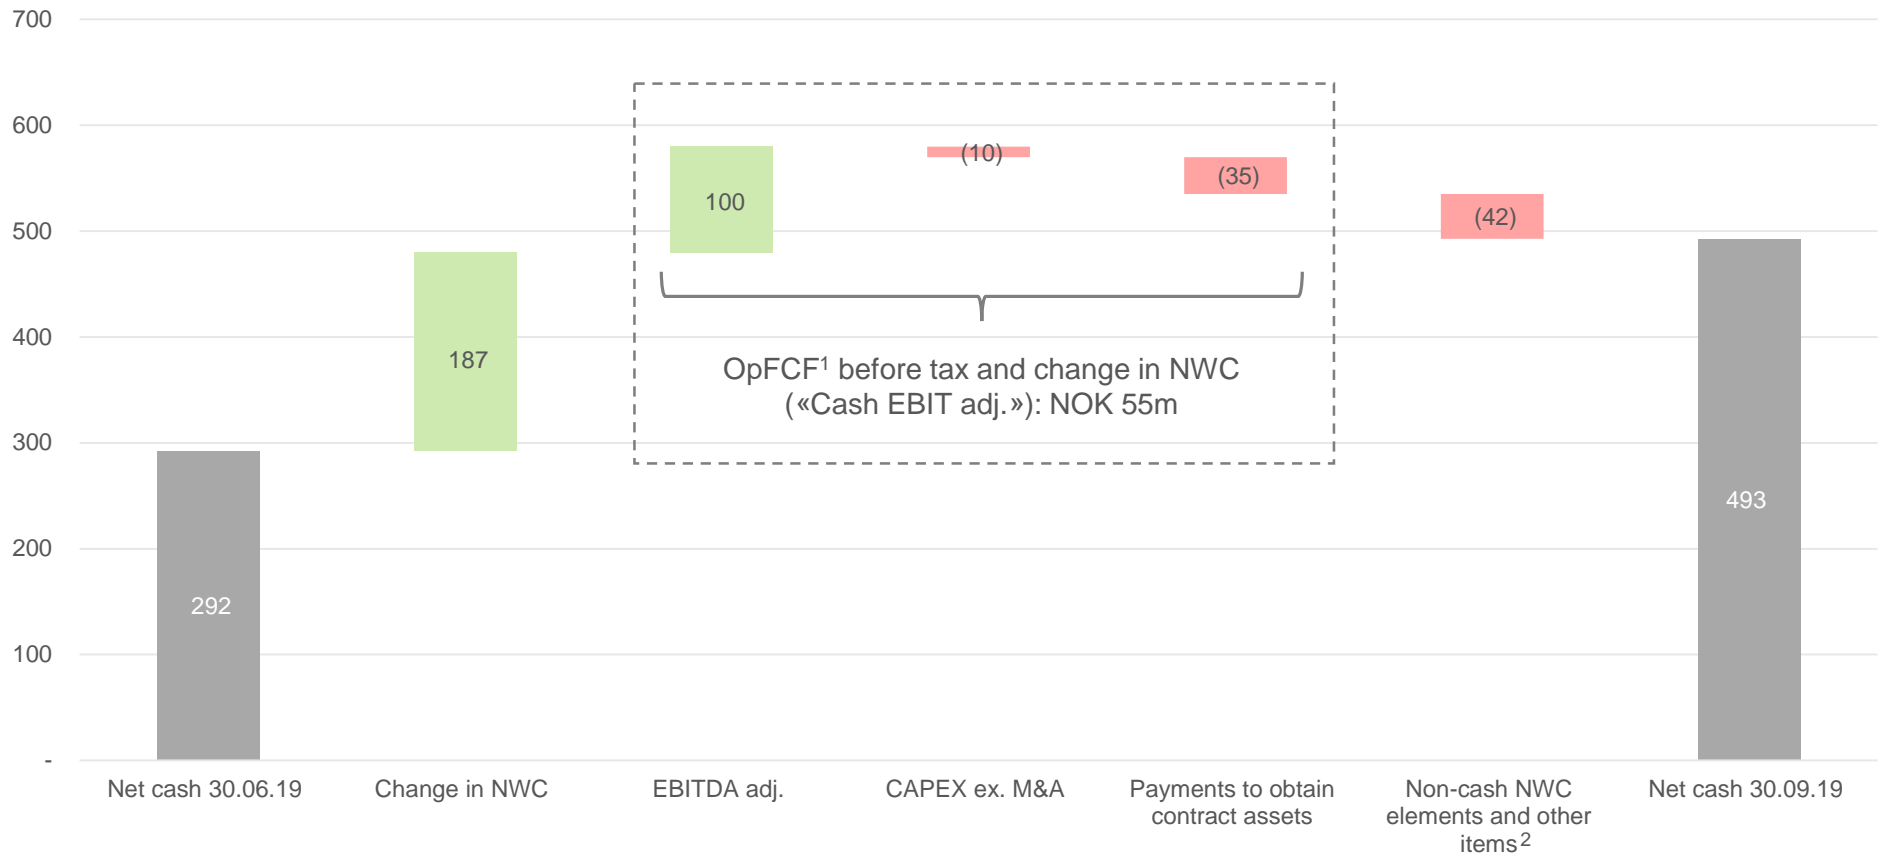 700
600
500
400
300
200
100
-
292
187
100
(10)
(35)
(42)
493
OpFCF¹ before tax and change in NWC
(«Cash EBIT adj.»): NOK 55m
Net cash 30.06.19
Change in NWC
EBITDA adj.
CAPEX ex. M&A
Payments to obtain
contract assets
Non-cash NWC
elements and other
items²
Net cash 30.09.19